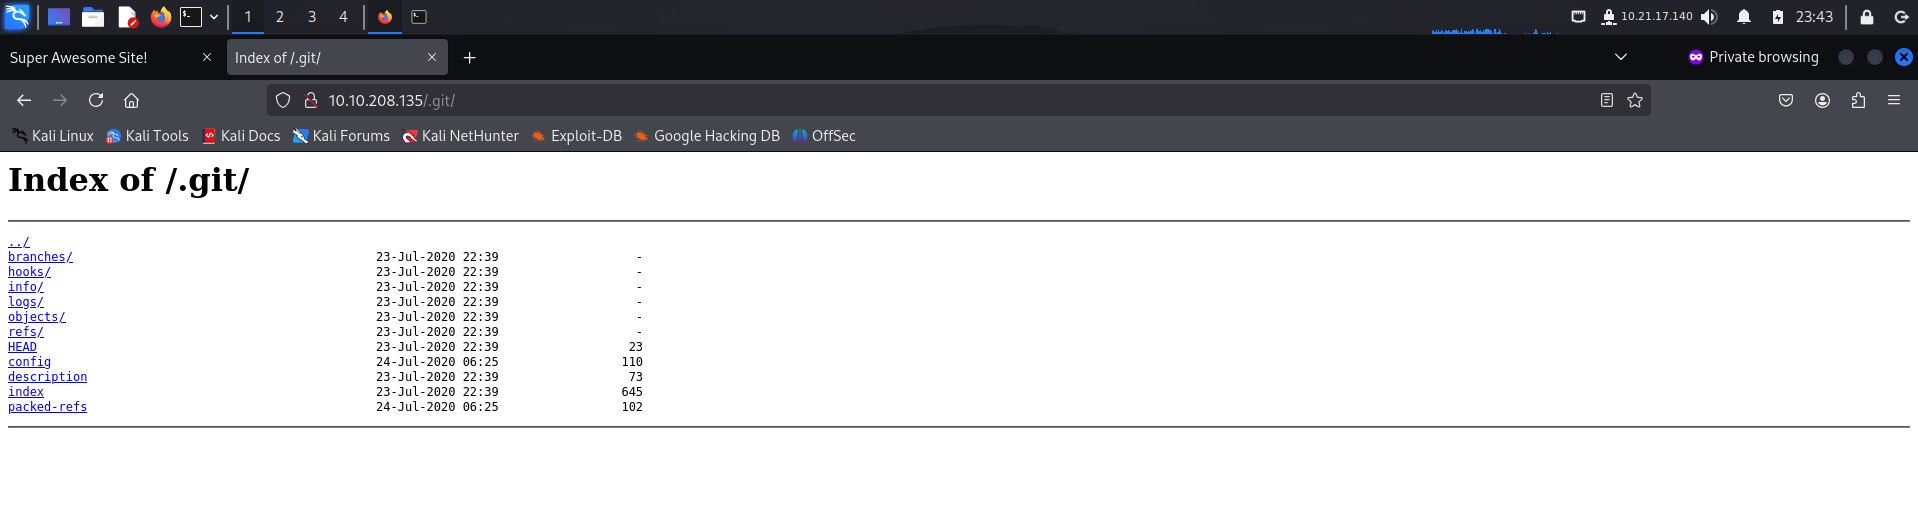 1 2 3 4 10.21.17.140 23:43
Super Awesome Site! Index of /.git/ Private browsing
10.10.208.135/.git/
Kali Linux Kali Tools Kali Docs Kali Forums Kali NetHunter Exploit-DB Google Hacking DB OffSec
Index of /.git/
../
branches/ 23-Jul-2020 22:39 -
hooks/ 23-Jul-2020 22:39 -
info/ 23-Jul-2020 22:39 -
logs/ 23-Jul-2020 22:39 -
objects/ 23-Jul-2020 22:39 -
refs/ 23-Jul-2020 22:39 -
HEAD 23-Jul-2020 22:39 23
config 24-Jul-2020 06:25 110
description 23-Jul-2020 22:39 73
index 23-Jul-2020 22:39 645
packed-refs 24-Jul-2020 06:25 102